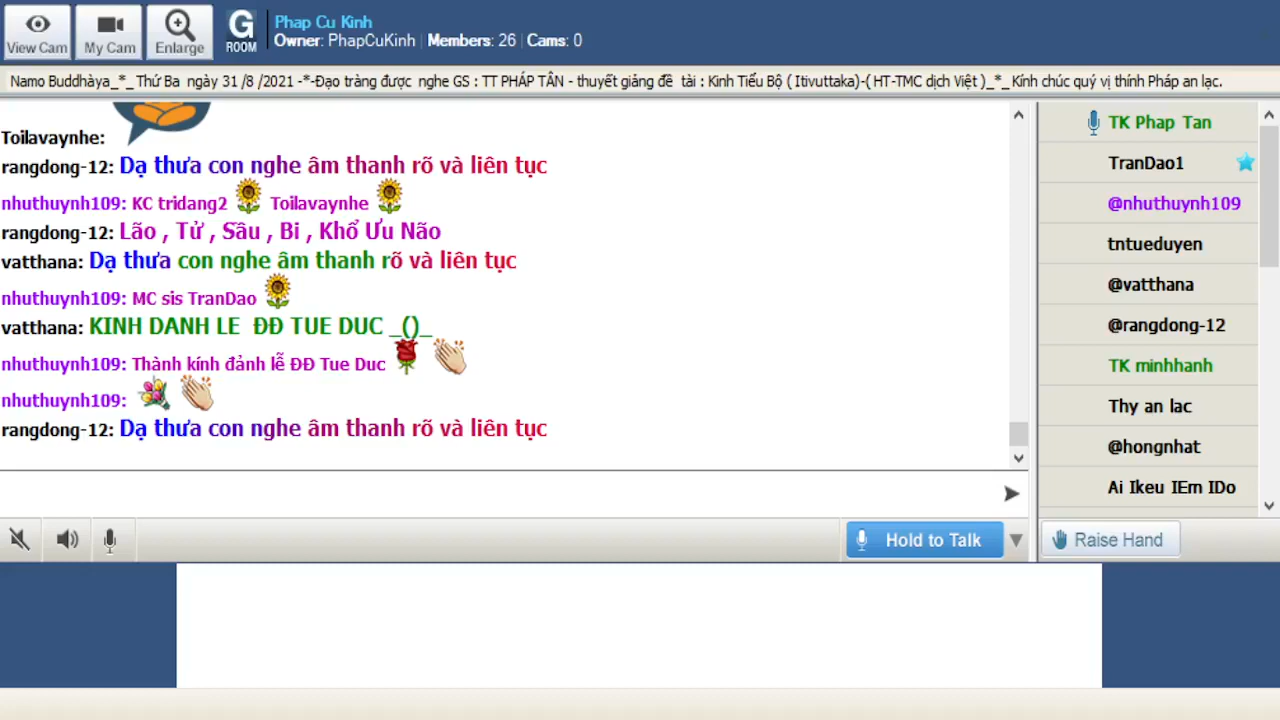 View Cam
My Cam
Enlarge
G
ROOM
Phap Cu Kinh
Owner: PhapCuKinh | Members: 26 | Cams: 0
Namo Buddhàya_*_ Thứ Ba ngày 31 /8 /2021 -*-Đạo tràng được nghe GS : TT PHÁP TÂN - thuyết giảng đề tài : Kinh Tiểu Bộ ( Itivuttaka)-( HT-TMC dịch Việt )_*_ Kính chúc quý vị thính Pháp an lạc.
Toilavaynhe:
rangdong-12: Dạ thưa con nghe âm thanh rõ và liên tục
nhuthuynh109: KC tridang2 Toilavaynhe
rangdong-12: Lão , Tử , Sầu , Bi , Khổ Ưu Não
vatthana: Dạ thưa con nghe âm thanh rõ và liên tục
nhuthuynh109: MC sis TranDao
vatthana: KINH DANH LE ĐĐ TUE DUC _()_
nhuthuynh109: Thành kính đảnh lễ ĐĐ Tue Duc
nhuthuynh109:
rangdong-12: Dạ thưa con nghe âm thanh rõ và liên tục
TK Phap Tan
TranDao1
@nhuthuynh109
tntueduyen
@vatthana
@rangdong-12
TK minhhanh
Thy an lac
@hongnhat
Ai Ikeu IEm IDo
Hold to Talk
Raise Hand